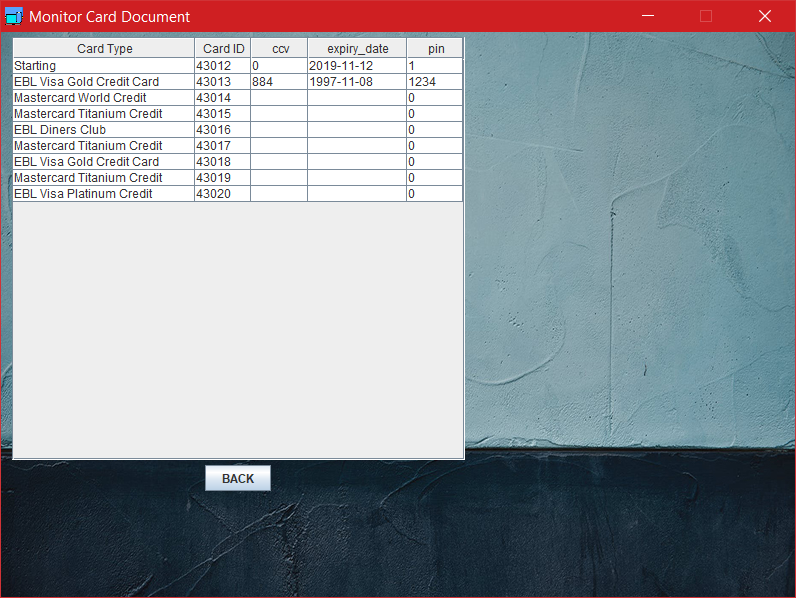 Monitor Card Document
Card Type Card ID ccv expiry_date pin
Starting 43012 0 2019-11-12 1
EBL Visa Gold Credit Card 43013 884 1997-11-08 1234
Mastercard World Credit 43014 0
Mastercard Titanium Credit 43015 0
EBL Diners Club 43016 0
Mastercard Titanium Credit 43017 0
EBL Visa Gold Credit Card 43018 0
Mastercard Titanium Credit 43019 0
EBL Visa Platinum Credit 43020 0
BACK